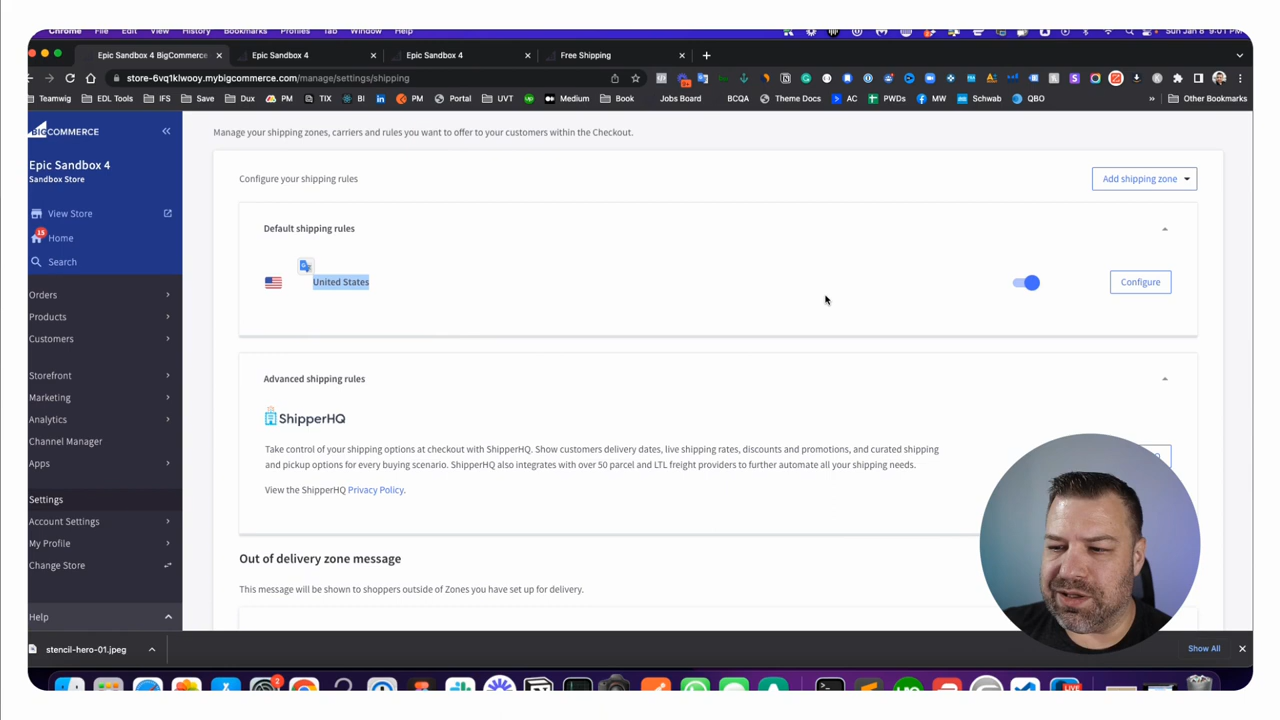 Chrome File Edit View History Bookmarks Profiles Tab Window Help
Sun Jan 8 9:01 PM
Epic Sandbox 4 BigCommerce
Epic Sandbox 4
Epic Sandbox 4
Free Shipping
store-6vq1klwooy.mybigcommerce.com/manage/settings/shipping
Teamwig EDL Tools IFS Save Dux PM TIX BI PM Portal UVT Medium Book Jobs Board BCQA Theme Docs AC PWDs MW Schwab QBO » Other Bookmarks
BIGCOMMERCE
Epic Sandbox 4
Sandbox Store
View Store
15
Home
Search
Orders
Products
Customers
Storefront
Marketing
Analytics
Channel Manager
Apps
Settings
Account Settings
My Profile
Change Store
Help
Manage your shipping zones, carriers and rules you want to offer to your customers within the Checkout.
Configure your shipping rules
Add shipping zone
Default shipping rules
United States
Configure
Advanced shipping rules
ShipperHQ
Take control of your shipping options at checkout with ShipperHQ. Show customers delivery dates, live shipping rates, discounts and promotions, and curated shipping
and pickup options for every buying scenario. ShipperHQ also integrates with over 50 parcel and LTL freight providers to further automate all your shipping needs.
View the ShipperHQ Privacy Policy.
Out of delivery zone message
This message will be shown to shoppers outside of Zones you have set up for delivery.
stencil-hero-01.jpeg
Show All
2
LIVE